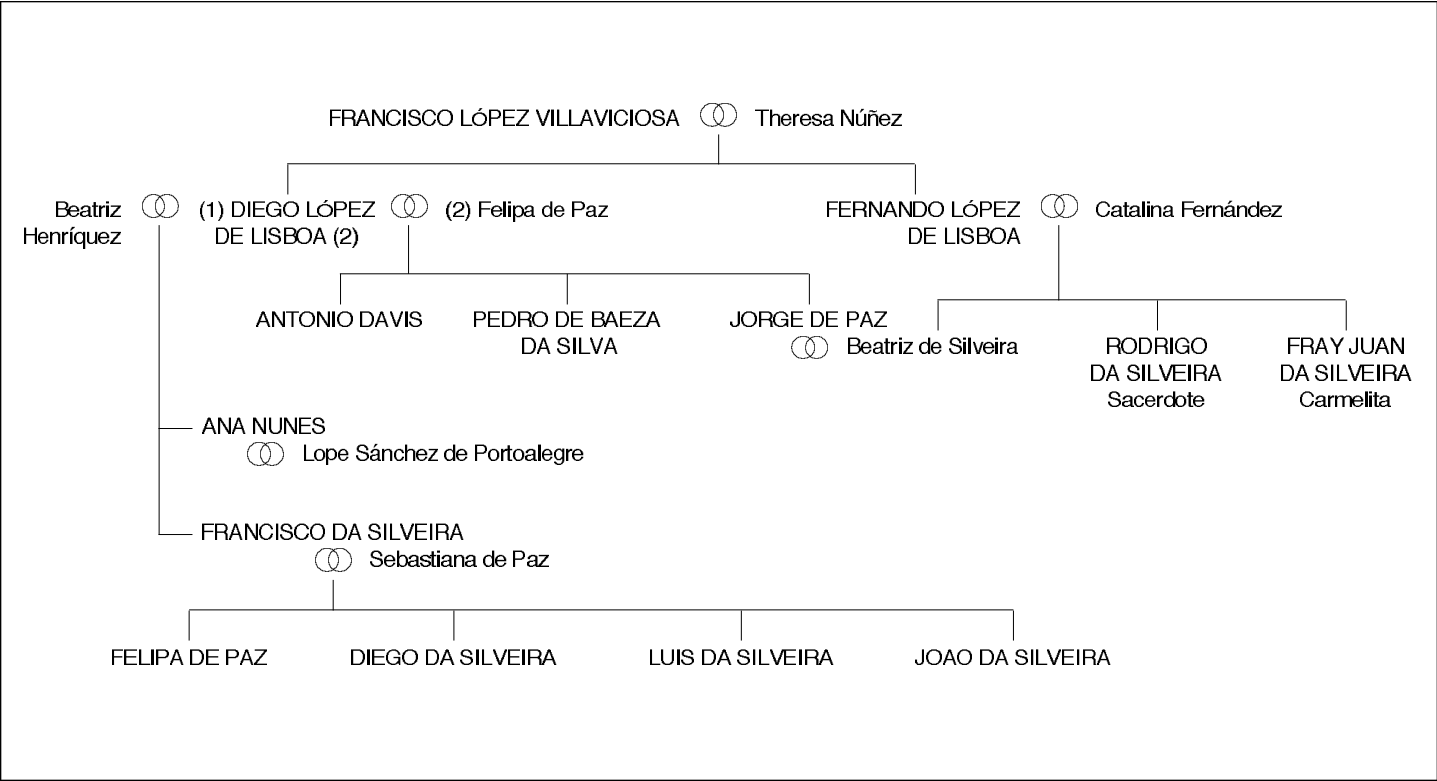 FRANCISCO LÓPEZ VILLAVICIOSA Theresa Núñez
Beatriz
Henríquez
(1) DIEGO LÓPEZ
DE LISBOA (2)
(2) Felipa de Paz
FERNANDO LÓPEZ
DE LISBOA
Catalina Fernández
ANTONIO DAVIS
PEDRO DE BAEZA
DA SILVA
JORGE DE PAZ
Beatriz de Silveira
RODRIGO
DA SILVEIRA
Sacerdote
FRAY JUAN
DA SILVEIRA
Carmelita
ANA NUNES
Lope Sánchez de Portoalegre
FRANCISCO DA SILVEIRA
Sebastiana de Paz
FELIPA DE PAZ
DIEGO DA SILVEIRA
LUIS DA SILVEIRA
JOAO DA SILVEIRA